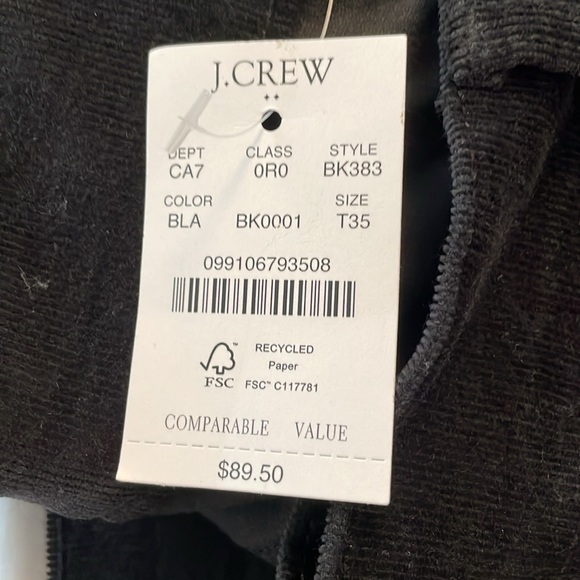 J.CREW
DEPT CLASS STYLE
CA7 0R0 BK383
COLOR SIZE
BLA BK0001 T35
099106793508
RECYCLED
Paper
FSC™ C117781
FSC
COMPARABLE VALUE
$89.50